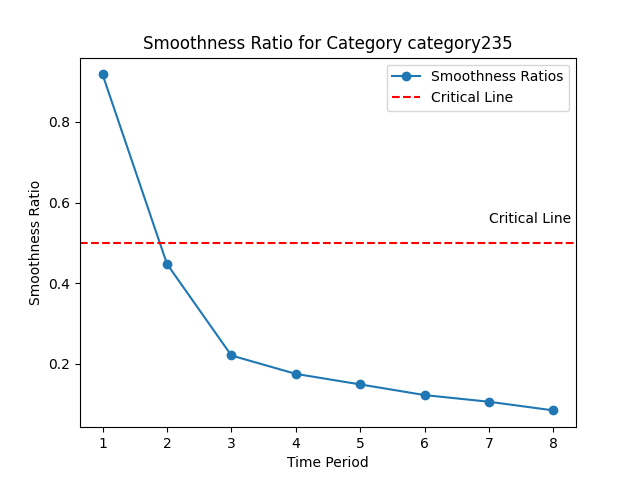 Smoothness Ratio for Category category235
Smoothness Ratios
Critical Line
Critical Line
Smoothness Ratio
0.8
0.6
0.4
0.2
1 2 3 4 5 6 7 8
Time Period